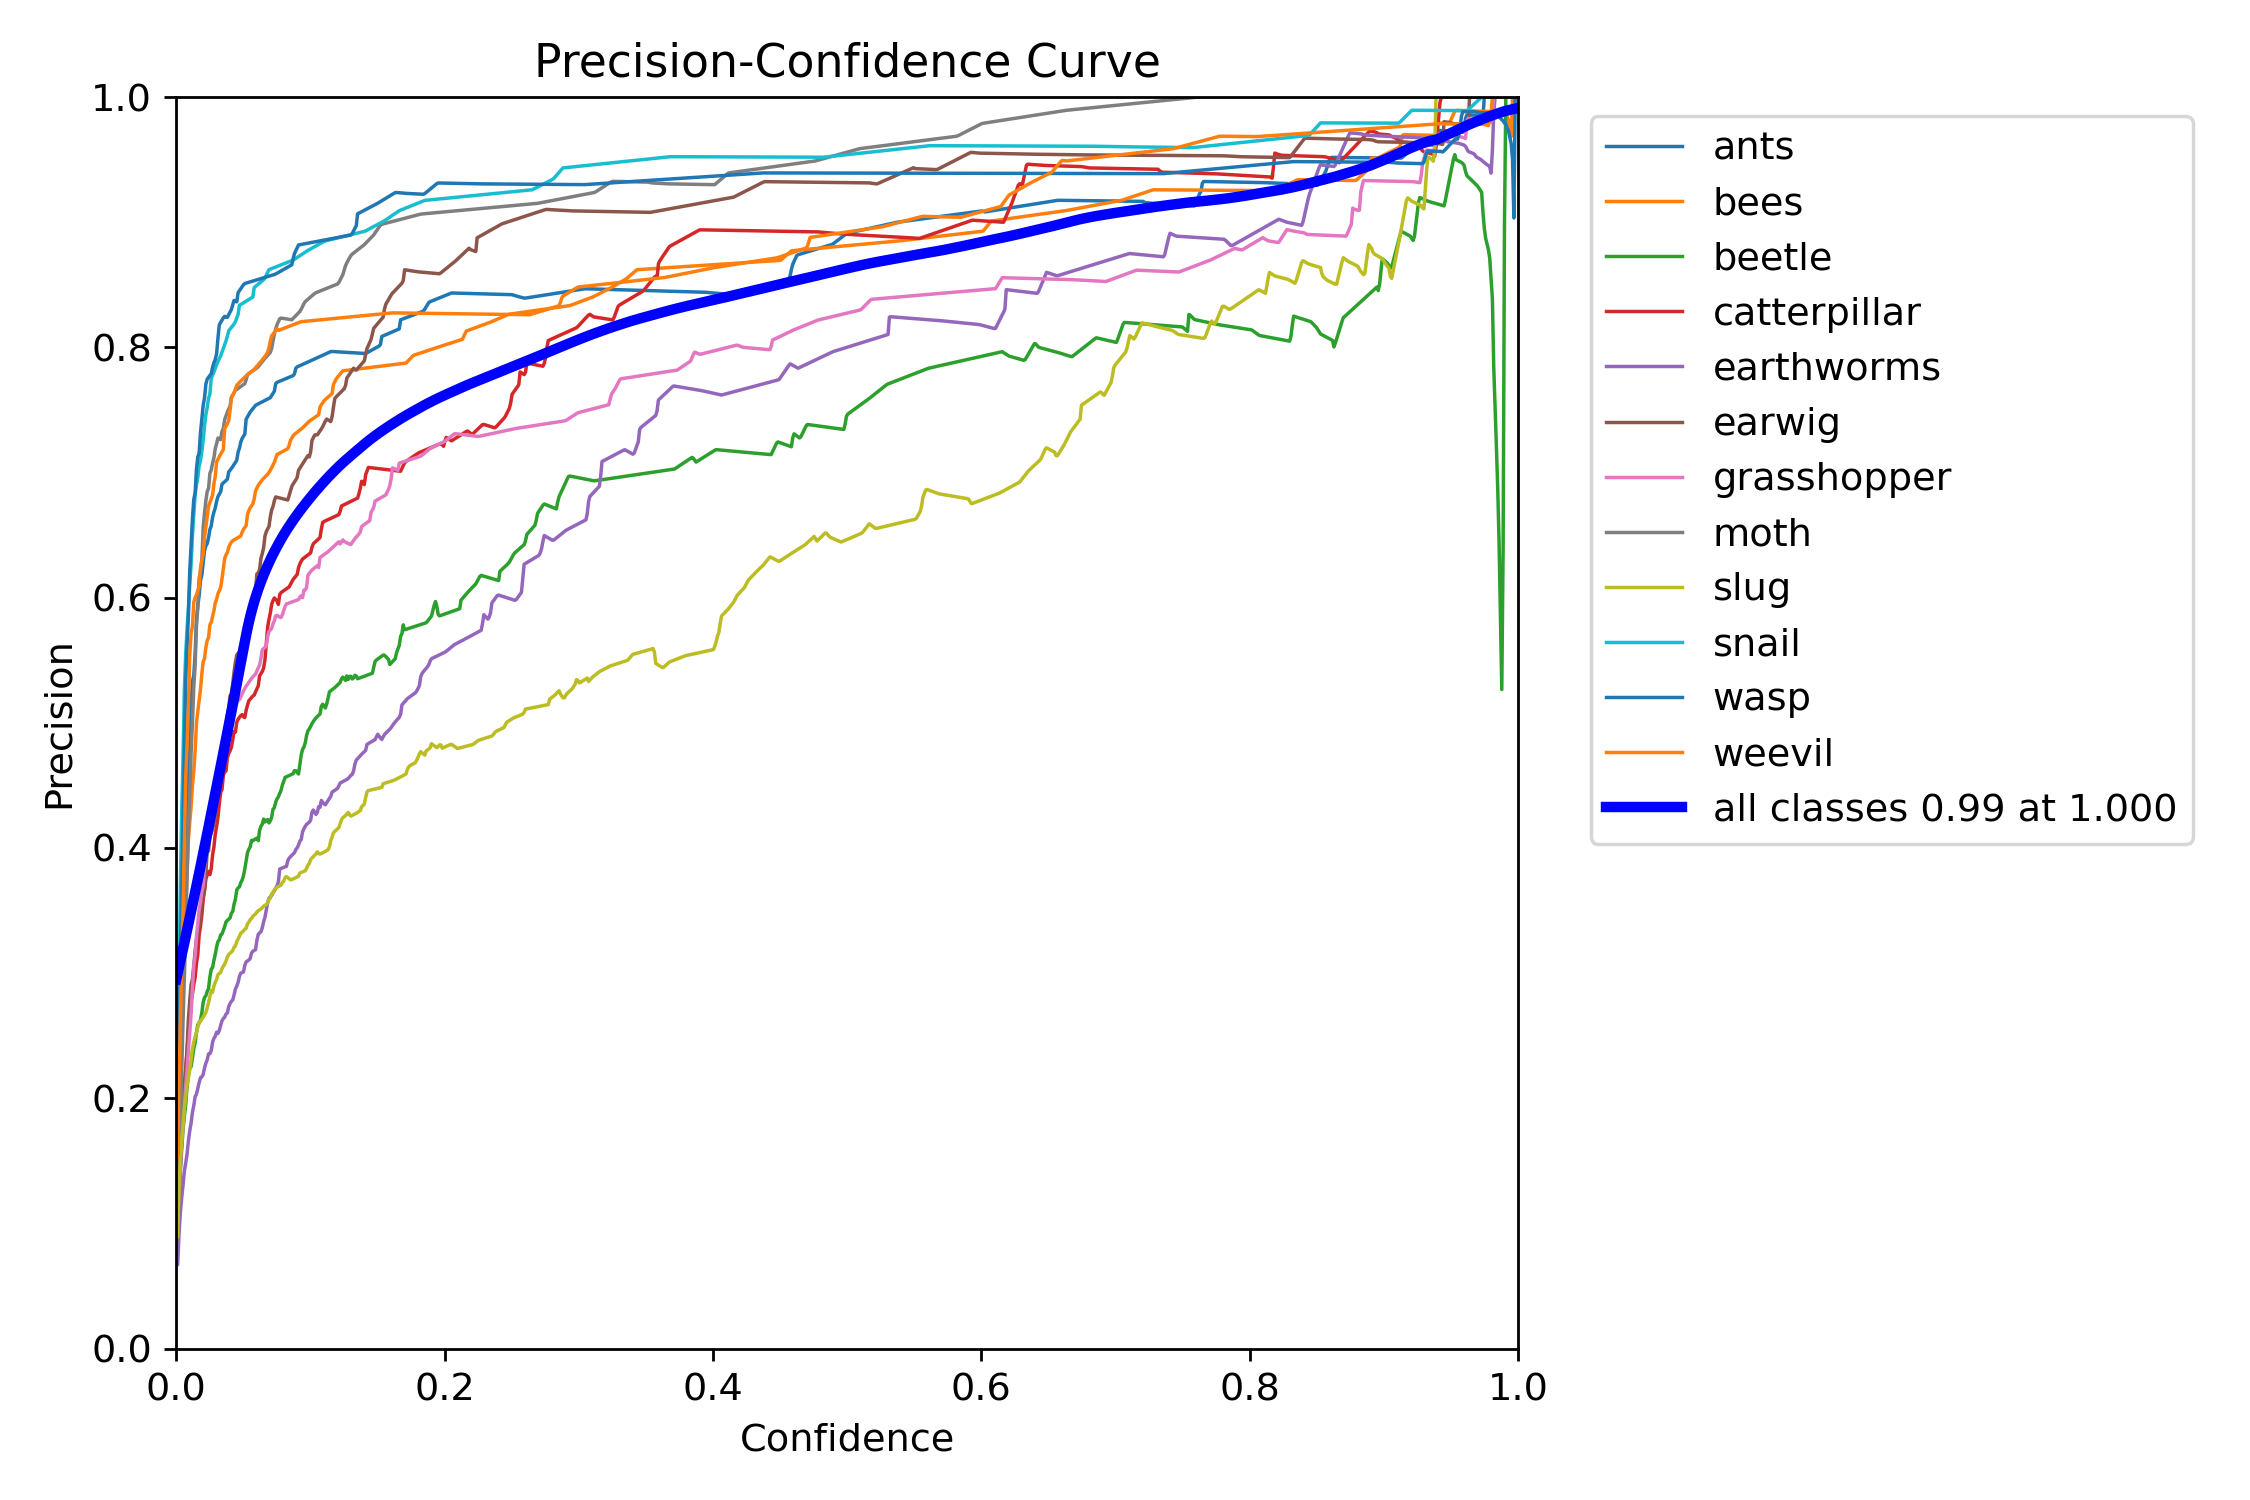 Precision-Confidence Curve
1.0
0.8
0.6
0.4
0.2
0.0
Precision
0.0 0.2 0.4 0.6 0.8 1.0
Confidence
ants
bees
beetle
catterpillar
earthworms
earwig
grasshopper
moth
slug
snail
wasp
weevil
all classes 0.99 at 1.000